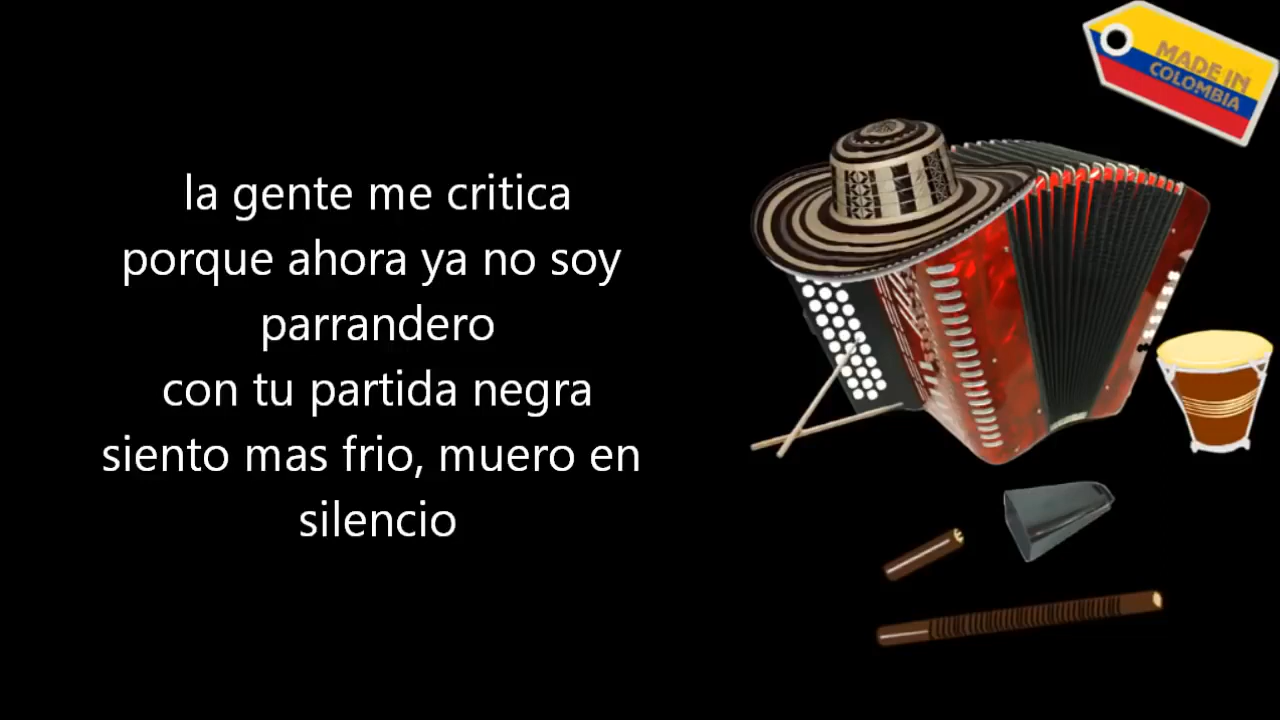 la gente me critica
porque ahora ya no soy
parrandero
con tu partida negra
siento mas frio, muero en
silencio
MADE IN
COLOMBIA